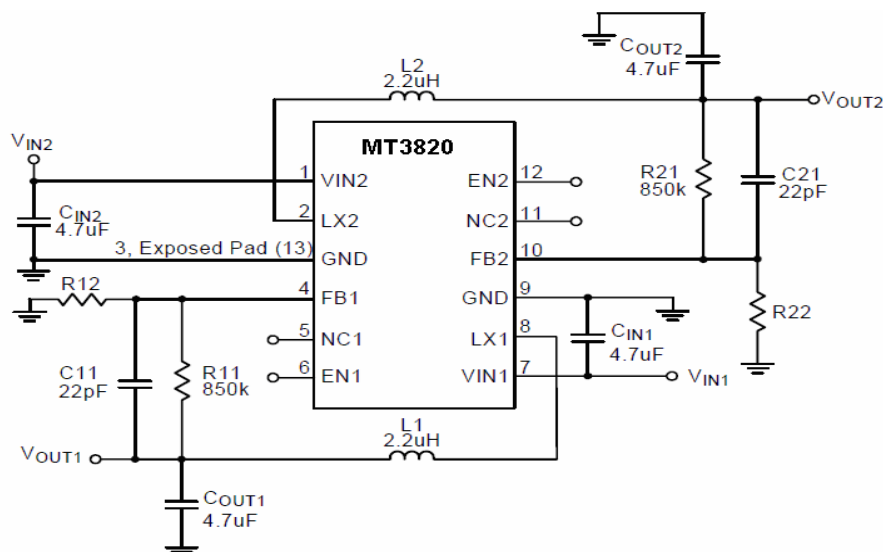 COUT2
4.7uF
L2
2.2uH
VOUT2
VIN2
MT3820
1
VIN2
EN2
12
R21
850k
C21
22pF
CIN2
4.7uF
2
LX2
NC2
11
3, Exposed Pad (13)
GND
FB2
10
R12
4
FB1
GND
9
R22
5
NC1
LX1
8
CIN1
4.7uF
C11
22pF
R11
850k
6
EN1
VIN1
7
VIN1
L1
2.2uH
VOUT1
COUT1
4.7uF